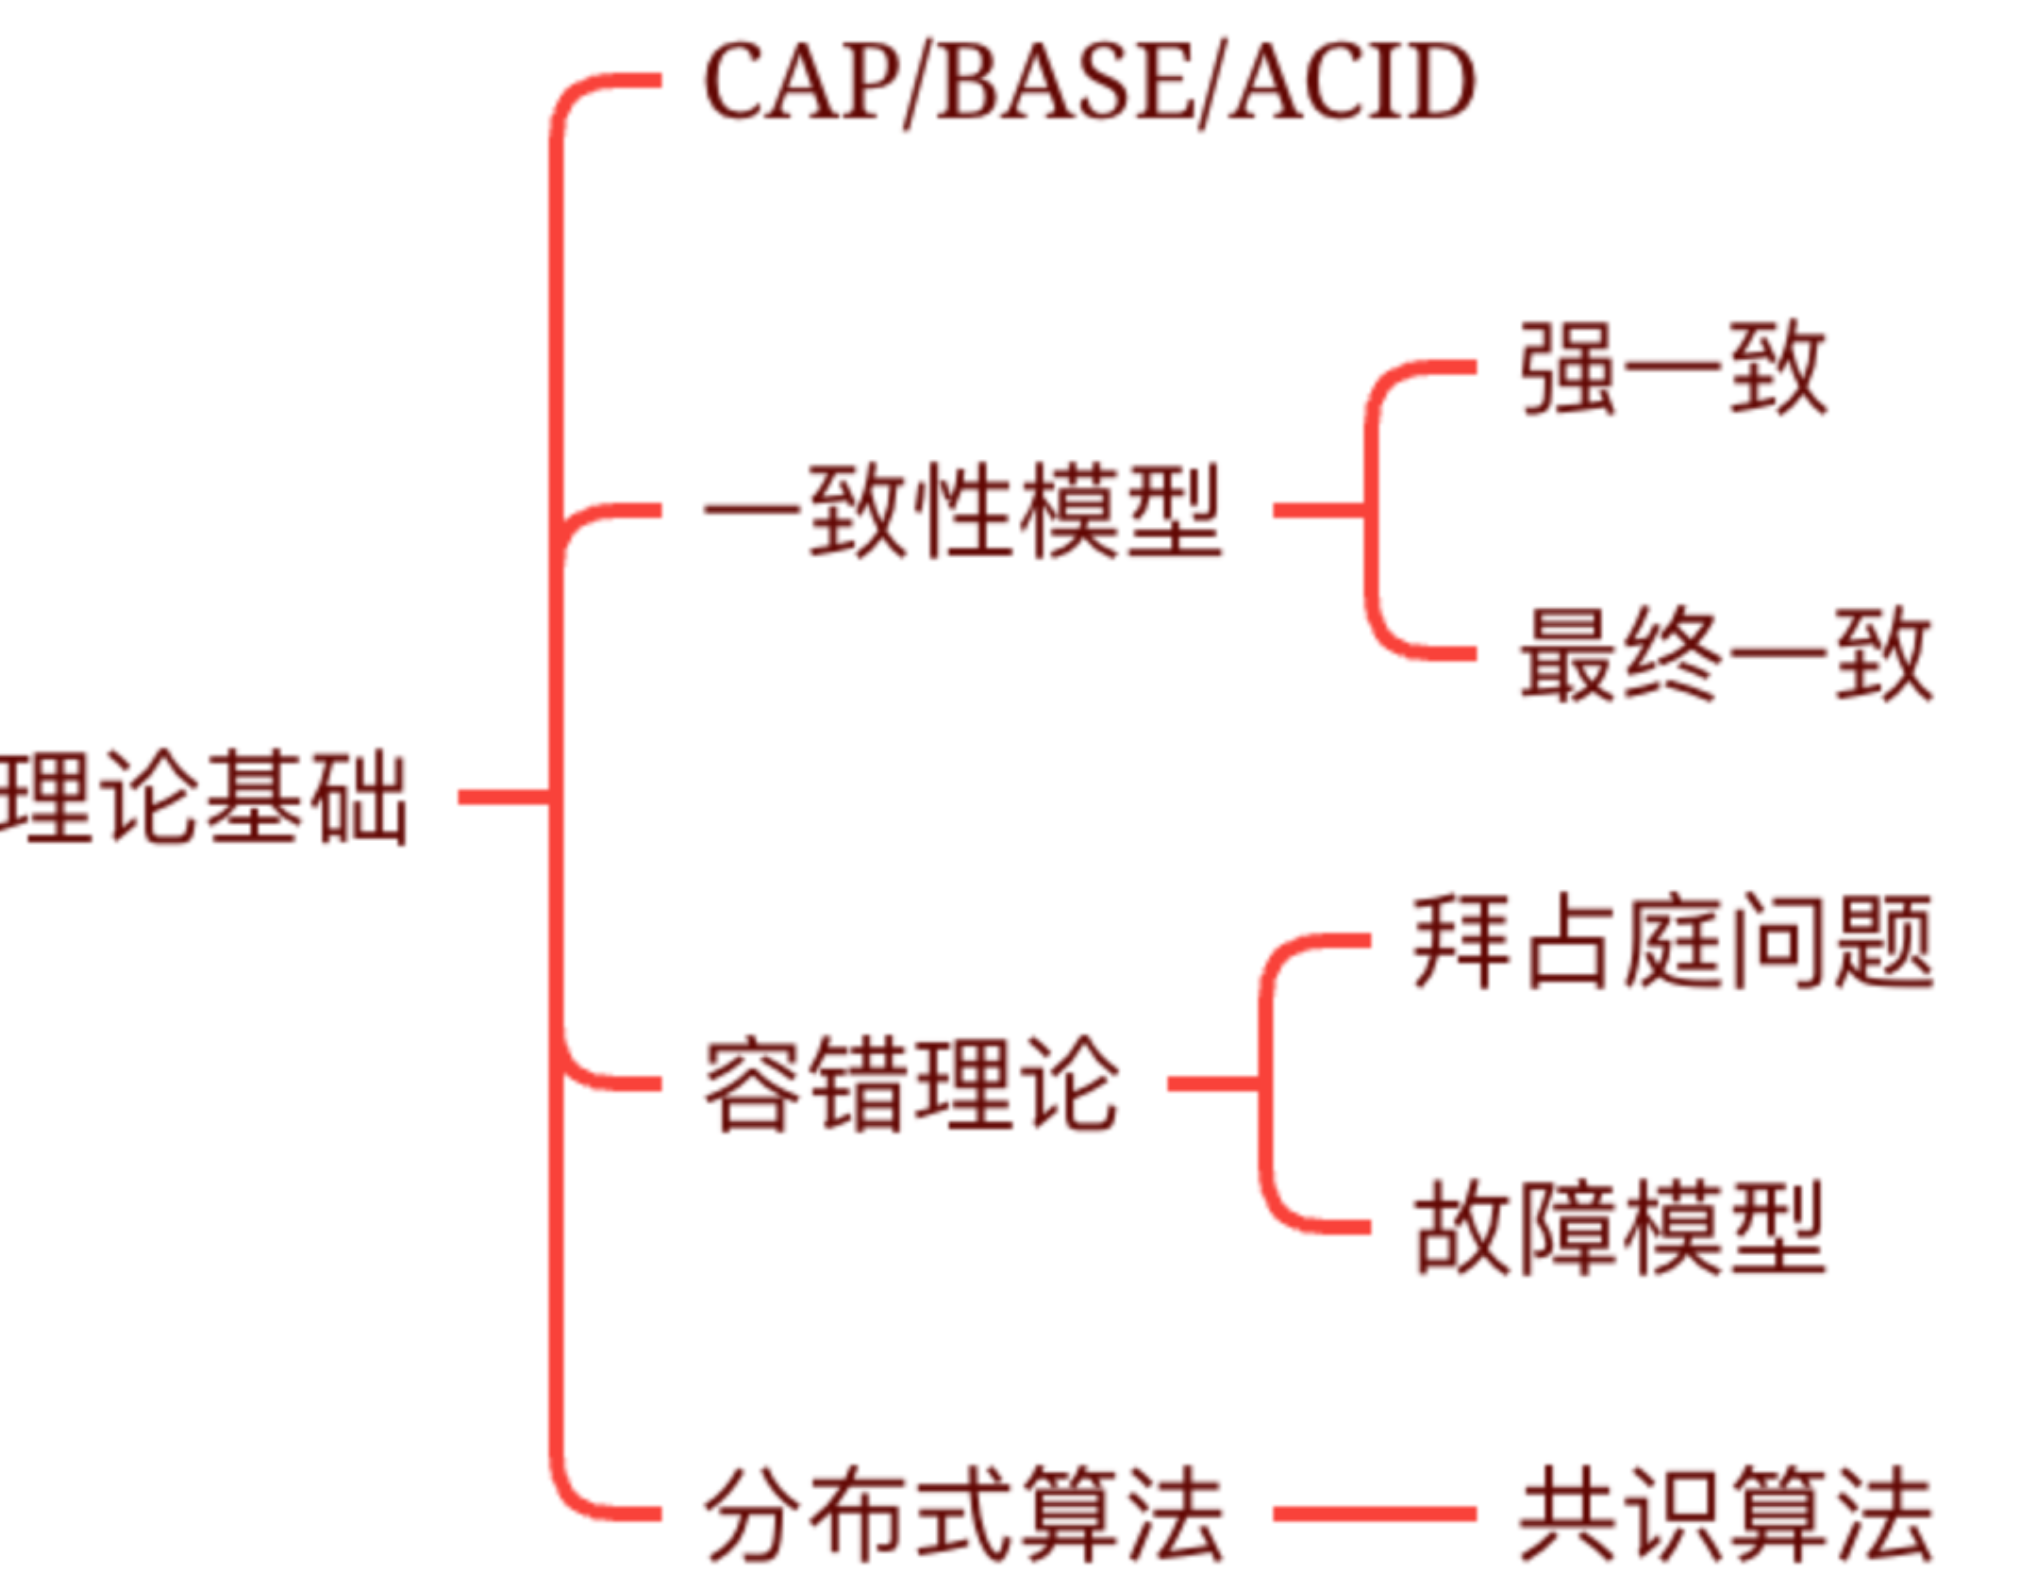 CAP/BASE/ACID
强一致
一致性模型
最终一致
理论基础
拜占庭问题
容错理论
故障模型
分布式算法
共识算法